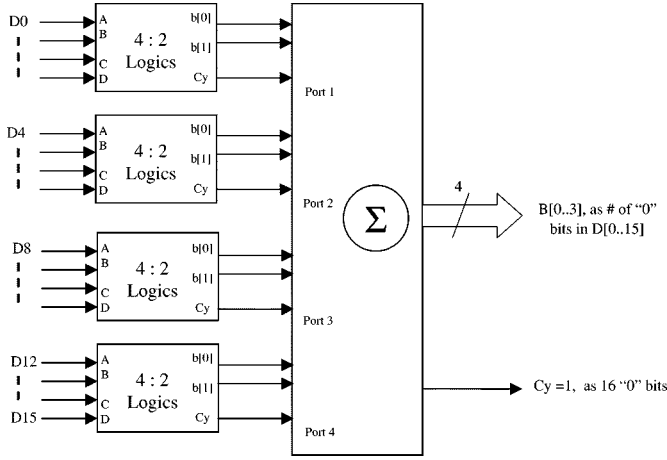 D0
A
B
C
D
4 : 2
Logics
b[0]
b[1]
Cy
Port 1
D4
A
B
C
D
4 : 2
Logics
b[0]
b[1]
Cy
Port 2
D8
A
B
C
D
4 : 2
Logics
b[0]
b[1]
Cy
Port 3
D12
D15
A
B
C
D
4 : 2
Logics
b[0]
b[1]
Cy
Port 4
Σ
4
B[0..3], as # of “0”
bits in D[0..15]
Cy =1, as 16 “0” bits